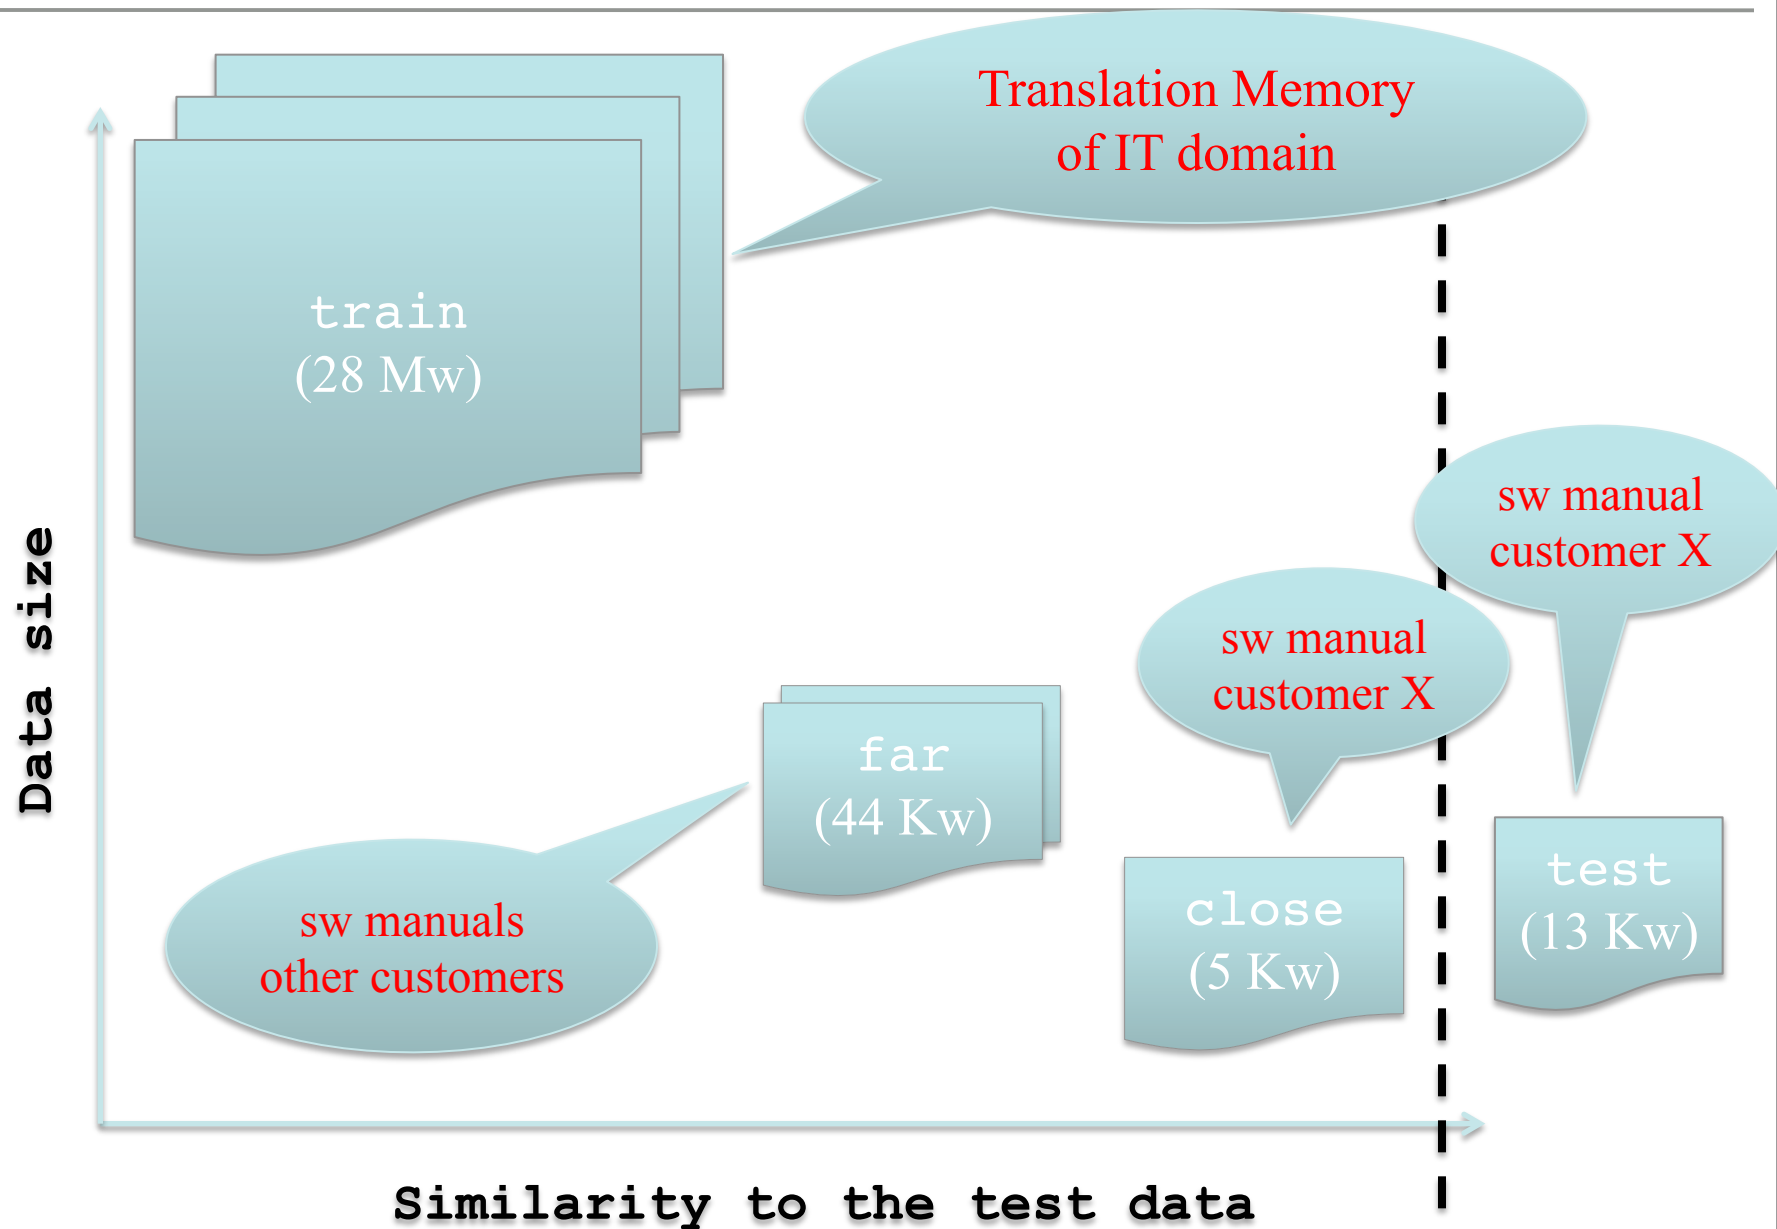 Translation Memory
of IT domain
train
(28 Mw)
sw manual
customer X
sw manual
customer X
far
(44 Kw)
test
(13 Kw)
close
(5 Kw)
sw manuals
other customers
Data size
Similarity to the test data